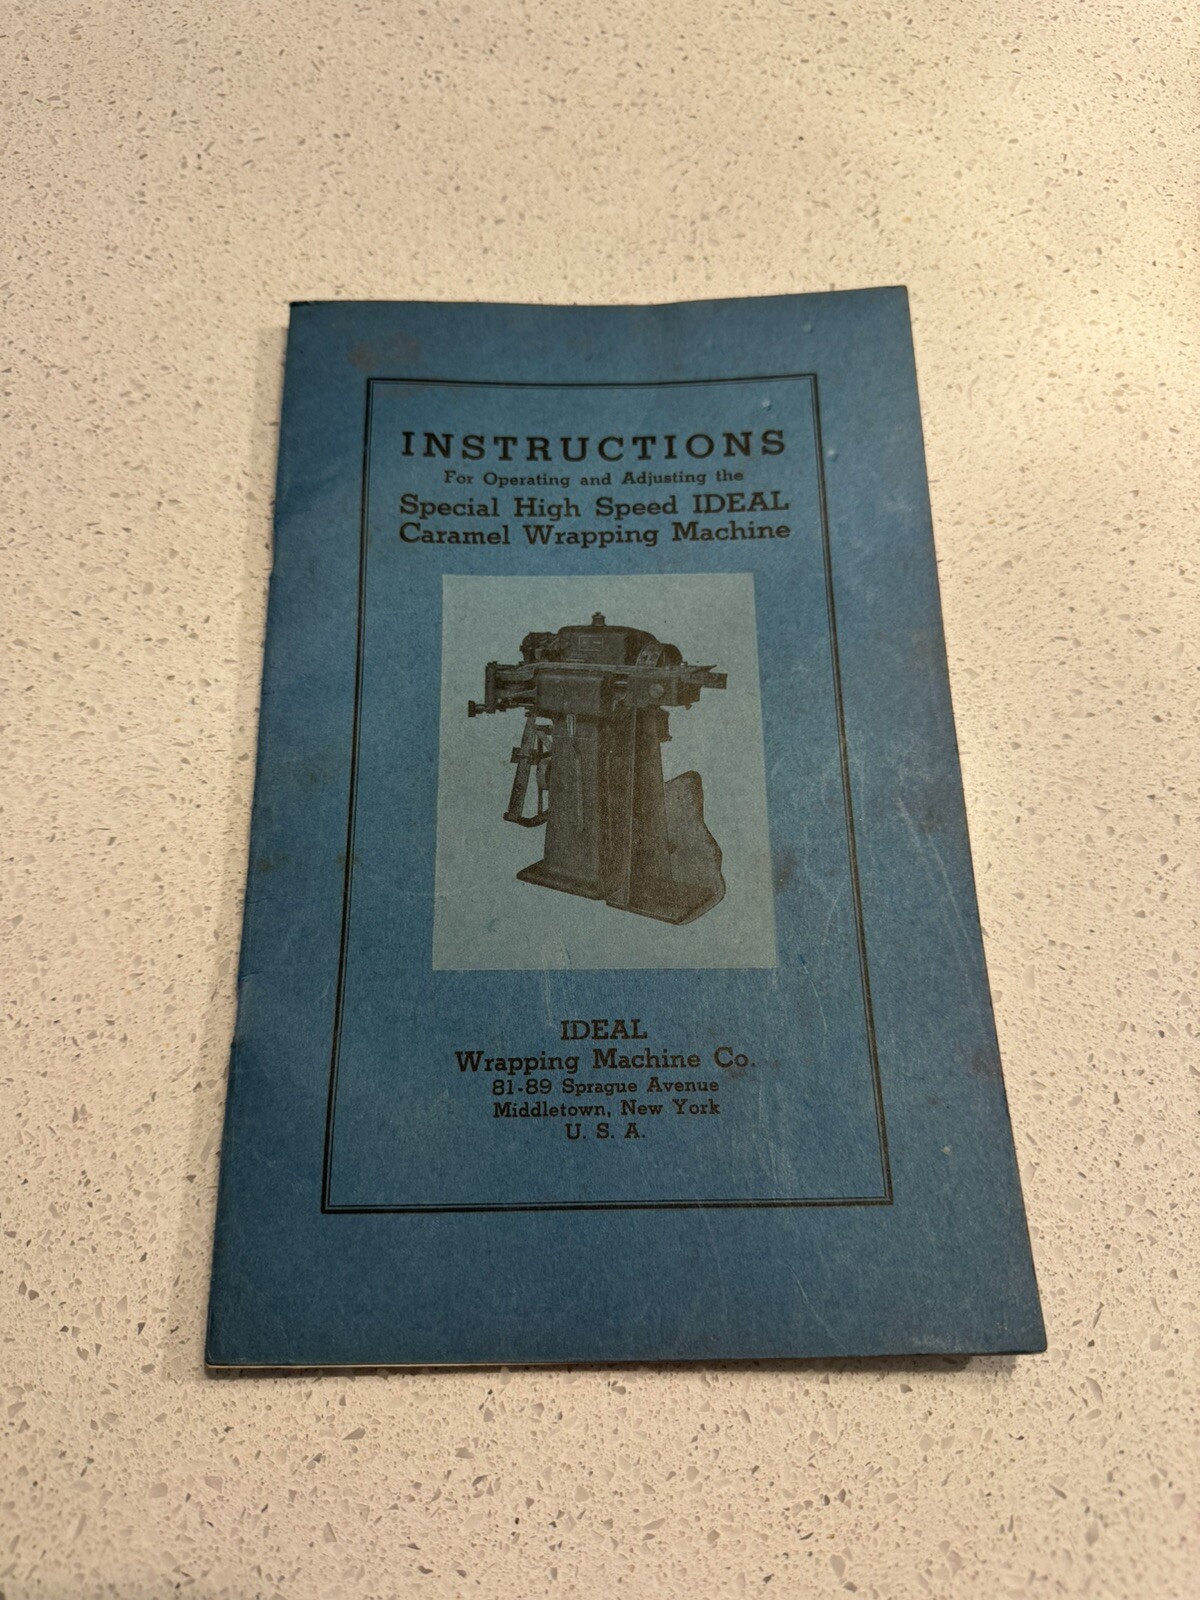 INSTRUCTIONS
For Operating and Adjusting the
Special High Speed IDEAL
Caramel Wrapping Machine
IDEAL
Wrapping Machine Co.
81-89 Sprague Avenue
Middletown, New York
U. S. A.